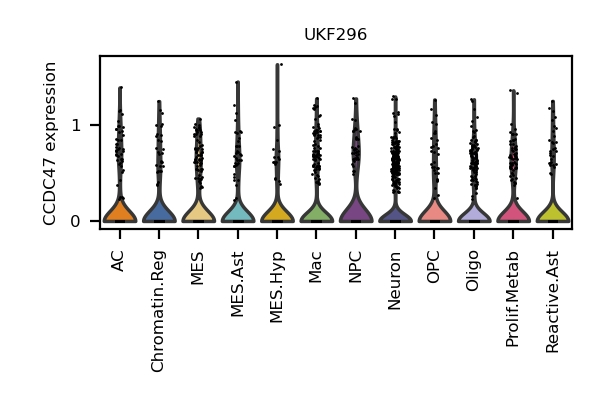 UKF296
CCDC47 expression
1
0
AC
Chromatin.Reg
MES
MES.Ast
MES.Hyp
Mac
NPC
Neuron
OPC
Oligo
Prolif.Metab
Reactive.Ast